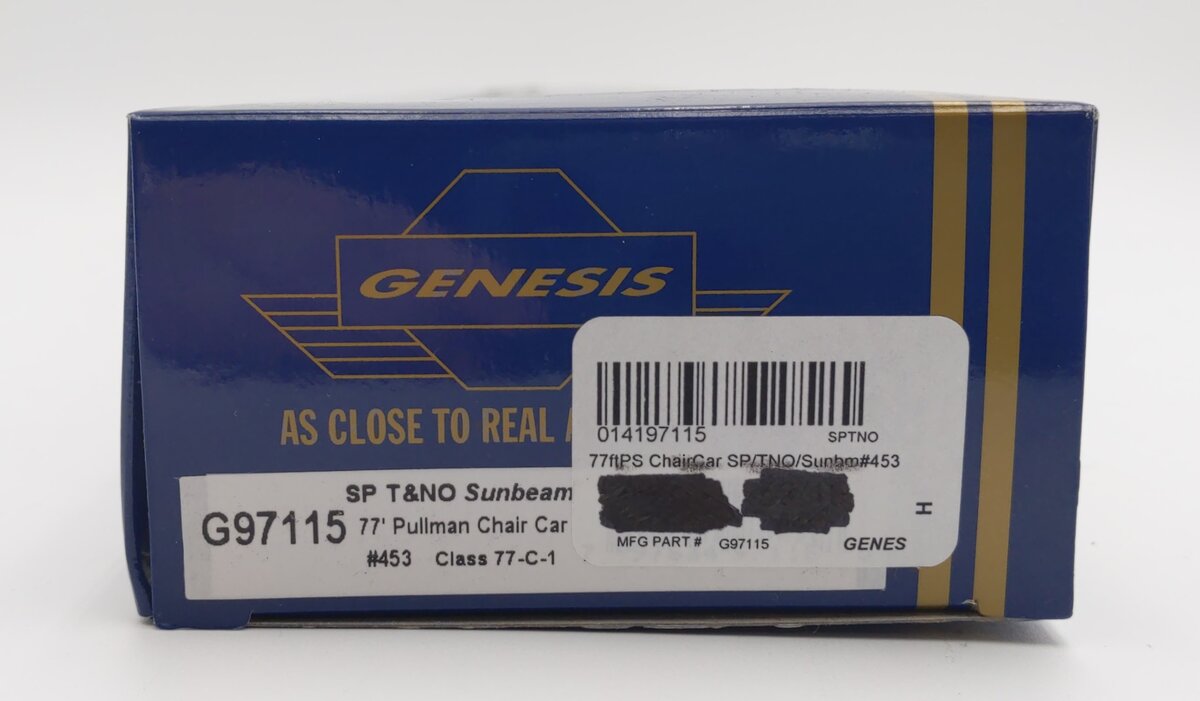 GENESIS
AS CLOSE TO REAL
SP T&NO Sunbeam
G97115 77' Pullman Chair Car
#453 Class 77-C-1
014197115 SPTNO
77ftPS ChairCar SP/TNO/Sunbm#453
MFG PART # G97115 GENES
H